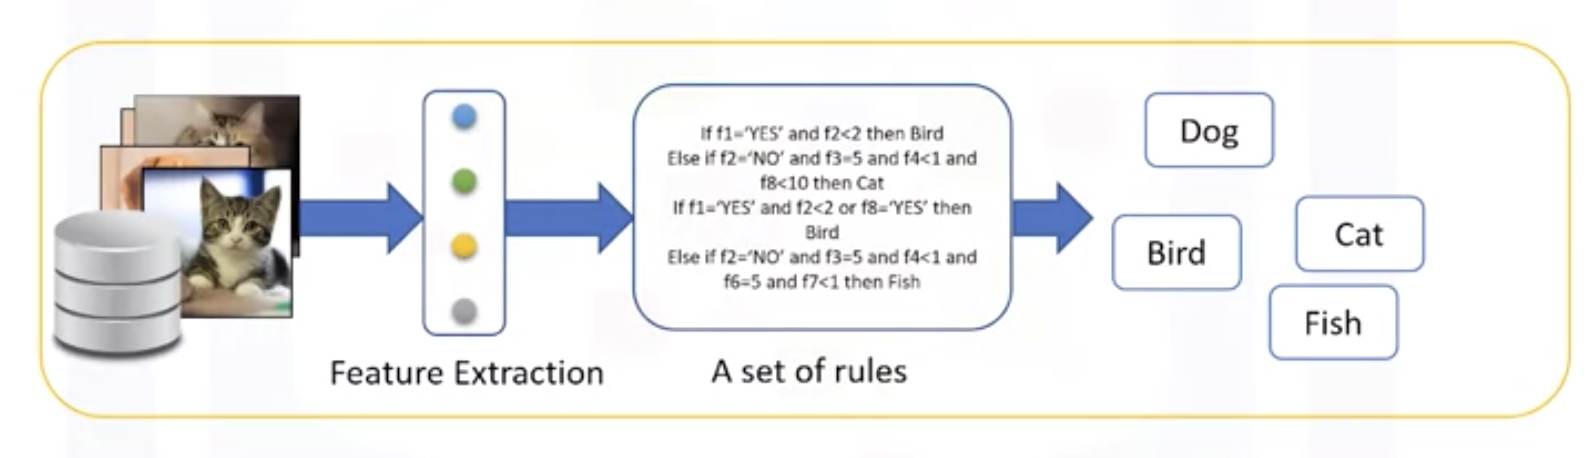 If f1='YES' and f2<2 then Bird
Else if f2='NO' and f3=5 and f4<1 and
f8<10 then Cat
If f1='YES' and f2<2 or f8='YES' then
Bird
Else if f2='NO' and f3=5 and f4<1 and
f6=5 and f7<1 then Fish
Feature Extraction
A set of rules
Dog
Cat
Bird
Fish